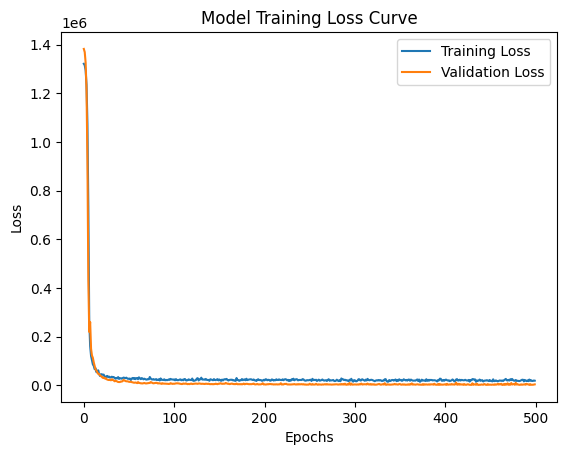 Model Training Loss Curve
1e6
1.4
1.2
1.0
0.8
0.6
0.4
0.2
0.0
Loss
Training Loss
Validation Loss
0 100 200 300 400 500
Epochs